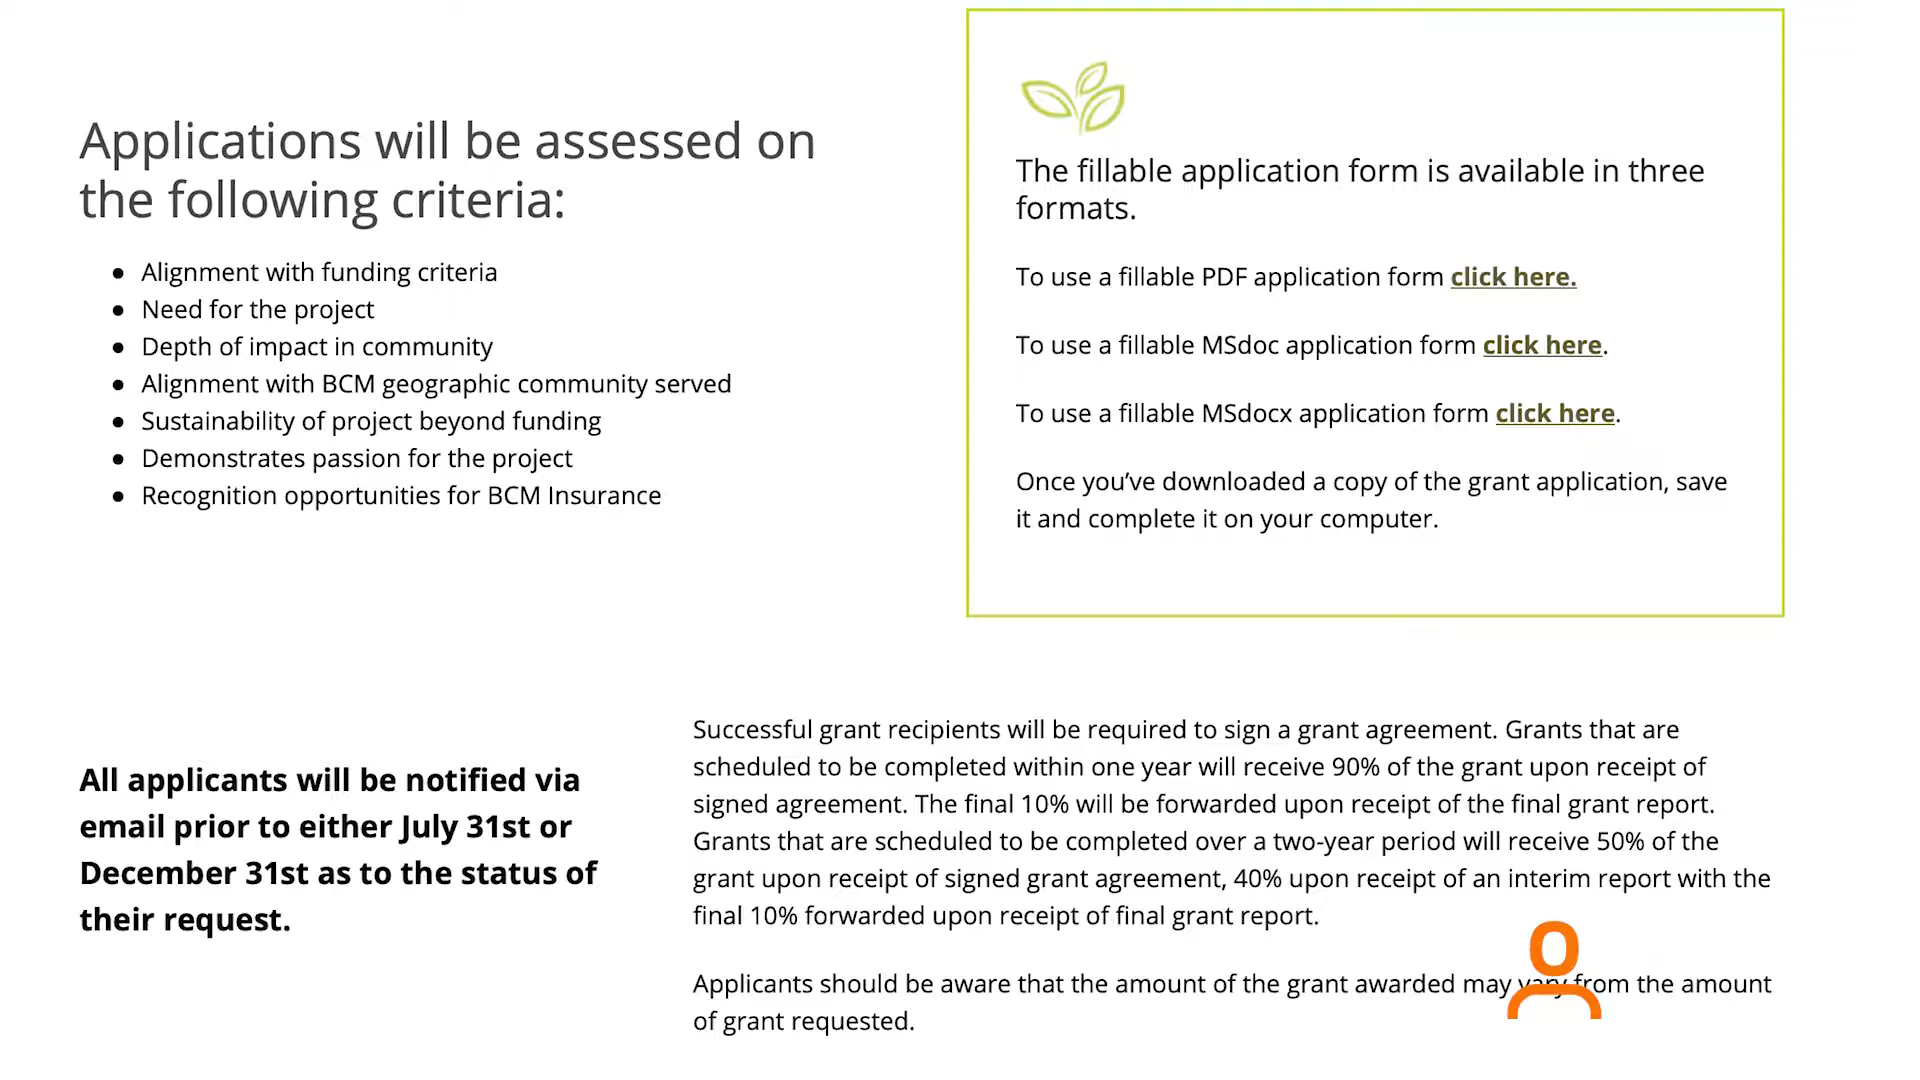 Applications will be assessed on
the following criteria:
• Alignment with funding criteria
• Need for the project
• Depth of impact in community
• Alignment with BCM geographic community served
• Sustainability of project beyond funding
• Demonstrates passion for the project
• Recognition opportunities for BCM Insurance
The fillable application form is available in three
formats.
To use a fillable PDF application form click here.
To use a fillable MSdoc application form click here.
To use a fillable MSdocx application form click here.
Once you’ve downloaded a copy of the grant application, save
it and complete it on your computer.
All applicants will be notified via
email prior to either July 31st or
December 31st as to the status of
their request.
Successful grant recipients will be required to sign a grant agreement. Grants that are
scheduled to be completed within one year will receive 90% of the grant upon receipt of
signed agreement. The final 10% will be forwarded upon receipt of the final grant report.
Grants that are scheduled to be completed over a two-year period will receive 50% of the
grant upon receipt of signed grant agreement, 40% upon receipt of an interim report with the
final 10% forwarded upon receipt of final grant report.
Applicants should be aware that the amount of the grant awarded may vary from the amount
of grant requested.